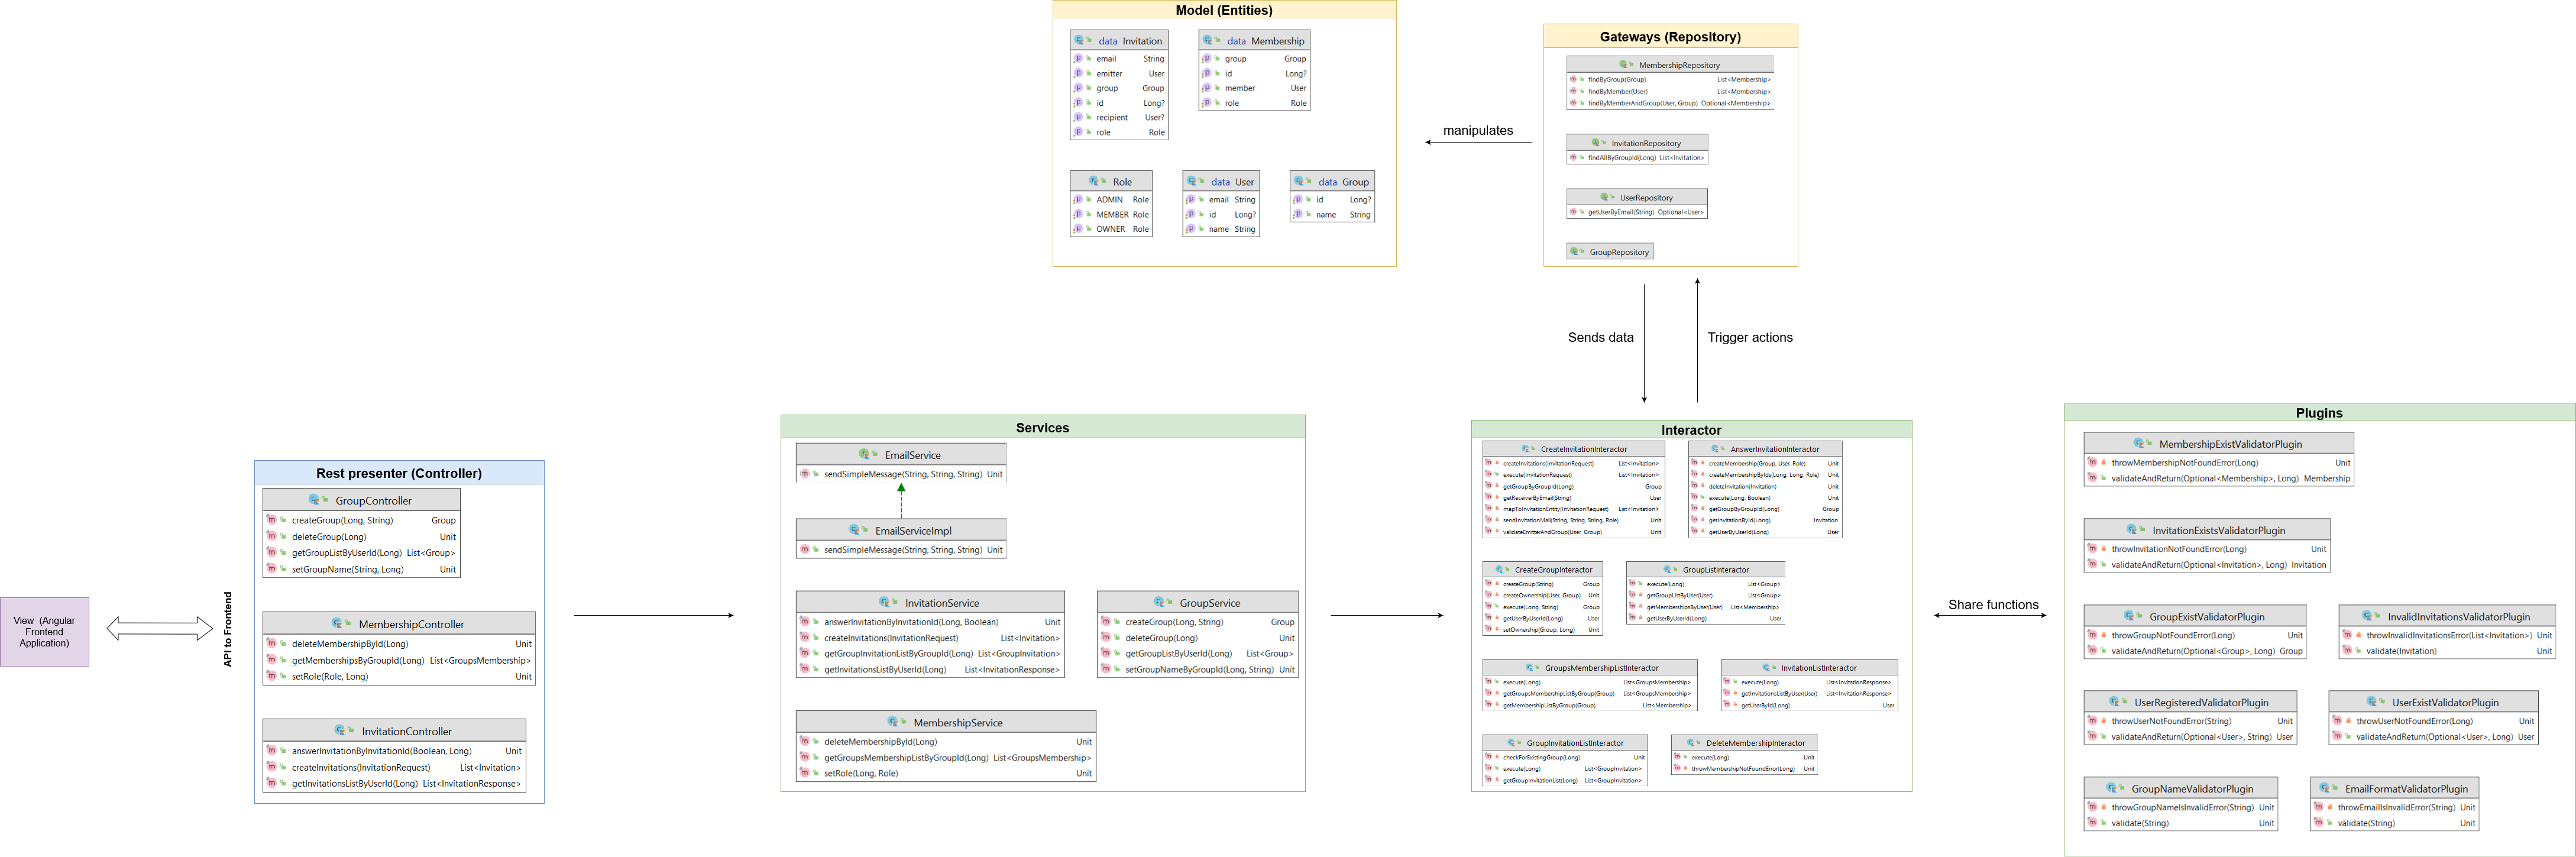 Model (Entities)
data Invitation
email String
emitter User
group Group
id Long?
recipient User?
role Role
data Membership
group Group
id Long?
member User
role Role
Role
ADMIN Role
MEMBER Role
OWNER Role
data User
email String
id Long?
name String
data Group
id Long?
name String
Gateways (Repository)
MembershipRepository
findByGroup(Group) List<Membership>
findByMember(User) List<Membership>
findByMemberAndGroup(User, Group) Optional<Membership>
InvitationRepository
findAllByGroupId(Long) List<Invitation>
UserRepository
getUserByEmail(String) Optional<User>
GroupRepository
manipulates
Sends data
Trigger actions
View (Angular
Frontend
Application)
API to Frontend
Rest presenter (Controller)
GroupController
createGroup(Long, String) Group
deleteGroup(Long) Unit
getGroupListByUserId(Long) List<Group>
setGroupName(String, Long) Unit
MembershipController
deleteMembershipById(Long) Unit
getMembershipsByGroupId(Long) List<GroupsMembership>
setRole(Role, Long) Unit
InvitationController
answerInvitationByInvitationId(Boolean, Long) Unit
createInvitations(InvitationRequest) List<Invitation>
getInvitationsListByUserId(Long) List<InvitationResponse>
Services
EmailService
sendSimpleMessage(String, String, String) Unit
EmailServiceImpl
sendSimpleMessage(String, String, String) Unit
InvitationService
answerInvitationByInvitationId(Long, Boolean) Unit
createInvitations(InvitationRequest) List<Invitation>
getGroupInvitationListByGroupId(Long) List<GroupInvitation>
getInvitationsListByUserId(Long) List<InvitationResponse>
GroupService
createGroup(Long, String) Group
deleteGroup(Long) Unit
getGroupListByUserId(Long) List<Group>
setGroupNameByGroupId(Long, String) Unit
MembershipService
deleteMembershipById(Long) Unit
getGroupsMembershipListByGroupId(Long) List<GroupsMembership>
setRole(Long, Role) Unit
Interactor
CreateInvitationInteractor
createInvitations(InvitationRequest) List<Invitation>
execute(InvitationRequest) List<Invitation>
getGroupByGroupId(Long) Group
getReceiverByEmail(String) User
mapToInvitationEntity(InvitationRequest) List<Invitation>
sendInvitationMail(String, String, String, Role) Unit
validateEmitterAndGroup(User, Group) Unit
AnswerInvitationInteractor
createMembership(Group, User, Role) Unit
createMembershipByIds(Long, Long, Role) Unit
deleteInvitation(Invitation) Unit
execute(Long, Boolean) Unit
getGroupByGroupId(Long) Group
getInvitationById(Long) Invitation
getUserByUserId(Long) User
CreateGroupInteractor
createGroup(String) Group
createOwnership(User, Group) Unit
execute(Long, String) Group
getUserByUserId(Long) User
setOwnership(Group, Long) Unit
GroupListInteractor
execute(Long) List<Group>
getGroupListByUser(User) List<Group>
getMembershipsByUser(User) List<Membership>
getUserByUserId(Long) User
GroupsMembershipListInteractor
execute(Long) List<GroupsMembership>
getGroupsMembershipListByGroup(Group) List<GroupsMembership>
getMembershipListByGroup(Group) List<Membership>
InvitationListInteractor
execute(Long) List<InvitationResponse>
getInvitationsListByUser(User) List<InvitationResponse>
getUserById(Long) User
GroupInvitationListInteractor
checkForExistingGroup(Long) Unit
execute(Long) List<GroupInvitation>
getGroupInvitationList(Long) List<GroupInvitation>
DeleteMembershipInteractor
execute(Long) Unit
throwMembershipNotFoundError(Long) Unit
Share functions
Plugins
MembershipExistValidatorPlugin
throwMembershipNotFoundError(Long) Unit
validateAndReturn(Optional<Membership>, Long) Membership
InvitationExistsValidatorPlugin
throwInvitationNotFoundError(Long) Unit
validateAndReturn(Optional<Invitation>, Long) Invitation
GroupExistValidatorPlugin
throwGroupNotFoundError(Long) Unit
validateAndReturn(Optional<Group>, Long) Group
InvalidInvitationsValidatorPlugin
throwInvalidInvitationsError(List<Invitation>) Unit
validate(Invitation) Unit
UserRegisteredValidatorPlugin
throwUserNotFoundError(String) Unit
validateAndReturn(Optional<User>, String) User
UserExistValidatorPlugin
throwUserNotFoundError(Long) Unit
validateAndReturn(Optional<User>, Long) User
GroupNameValidatorPlugin
throwGroupNameIsInvalidError(String) Unit
validate(String) Unit
EmailFormatValidatorPlugin
throwEmailIsInvalidError(String) Unit
validate(String) Unit